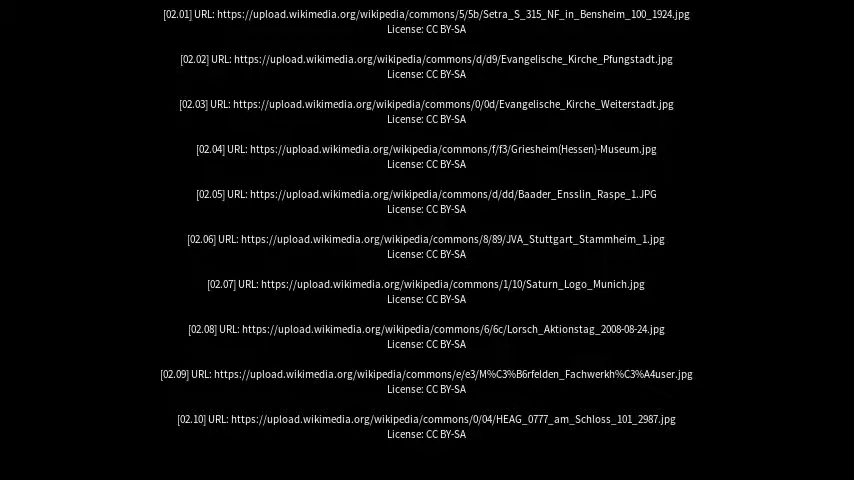 [02.01] URL: https://upload.wikimedia.org/wikipedia/commons/5/5b/Setra_S_315_NF_in_Bensheim_100_1924.jpg
License: CC BY-SA
[02.02] URL: https://upload.wikimedia.org/wikipedia/commons/d/d9/Evangelische_Kirche_Pfungstadt.jpg
License: CC BY-SA
[02.03] URL: https://upload.wikimedia.org/wikipedia/commons/0/0d/Evangelische_Kirche_Weiterstadt.jpg
License: CC BY-SA
[02.04] URL: https://upload.wikimedia.org/wikipedia/commons/f/f3/Griesheim(Hessen)-Museum.jpg
License: CC BY-SA
[02.05] URL: https://upload.wikimedia.org/wikipedia/commons/d/dd/Baader_Ensslin_Raspe_1.JPG
License: CC BY-SA
[02.06] URL: https://upload.wikimedia.org/wikipedia/commons/8/89/JVA_Stuttgart_Stammheim_1.jpg
License: CC BY-SA
[02.07] URL: https://upload.wikimedia.org/wikipedia/commons/1/10/Saturn_Logo_Munich.jpg
License: CC BY-SA
[02.08] URL: https://upload.wikimedia.org/wikipedia/commons/6/6c/Lorsch_Aktionstag_2008-08-24.jpg
License: CC BY-SA
[02.09] URL: https://upload.wikimedia.org/wikipedia/commons/e/e3/M%C3%B6rfelden_Fachwerkh%C3%A4user.jpg
License: CC BY-SA
[02.10] URL: https://upload.wikimedia.org/wikipedia/commons/0/04/HEAG_0777_am_Schloss_101_2987.jpg
License: CC BY-SA